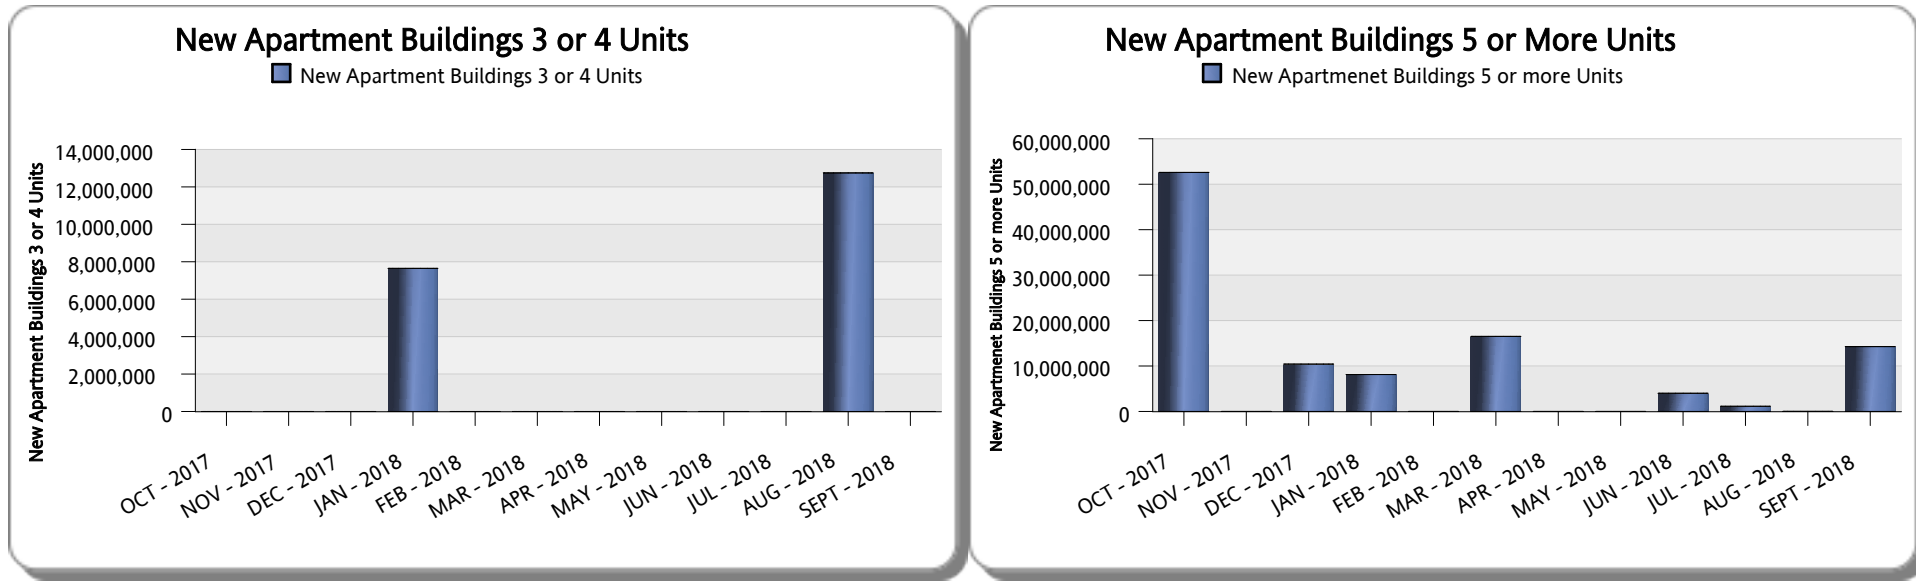 New Apartment Buildings 3 or 4 Units
New Apartment Buildings 3 or 4 Units
New Apartment Buildings 3 or 4 Units
14,000,000
12,000,000
10,000,000
8,000,000
6,000,000
4,000,000
2,000,000
0
OCT - 2017
NOV - 2017
DEC - 2017
JAN - 2018
FEB - 2018
MAR - 2018
APR - 2018
MAY - 2018
JUN - 2018
JUL - 2018
AUG - 2018
SEPT - 2018
New Apartment Buildings 5 or More Units
New Apartmenet Buildings 5 or more Units
New Apartmenet Buildings 5 or more Units
60,000,000
50,000,000
40,000,000
30,000,000
20,000,000
10,000,000
0
OCT - 2017
NOV - 2017
DEC - 2017
JAN - 2018
FEB - 2018
MAR - 2018
APR - 2018
MAY - 2018
JUN - 2018
JUL - 2018
AUG - 2018
SEPT - 2018